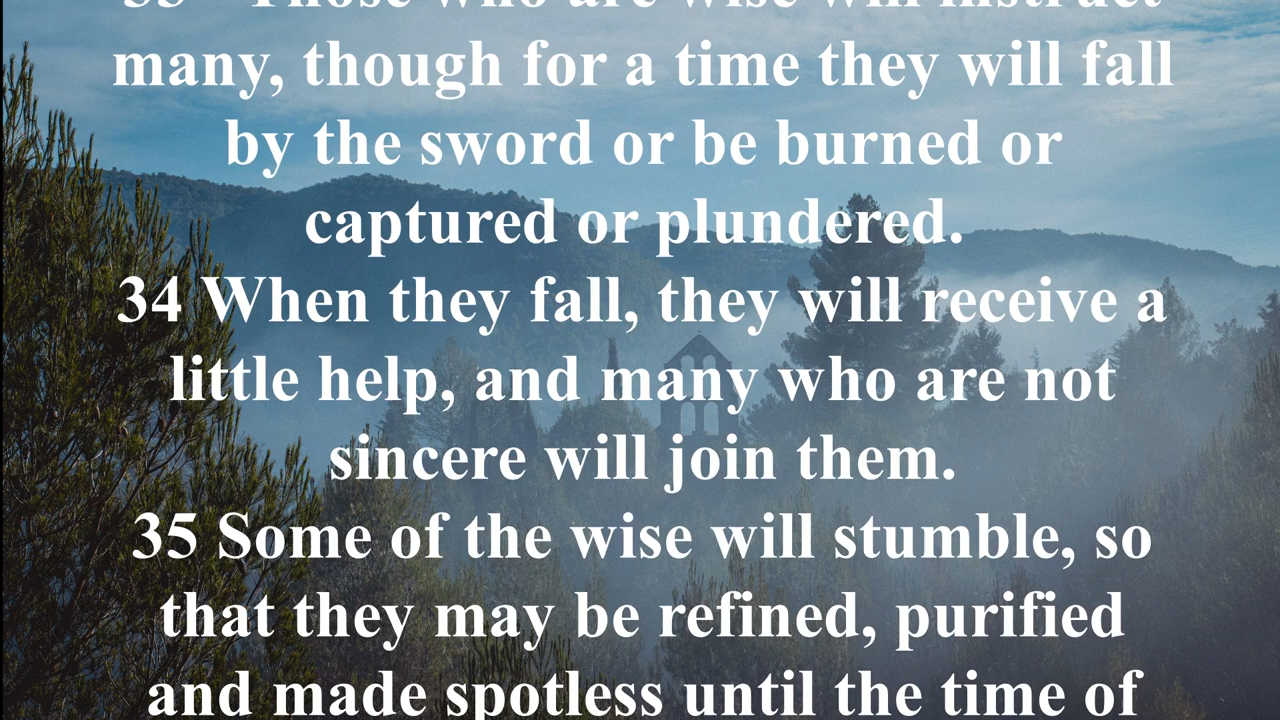 33 Those who are wise will instruct
many, though for a time they will fall
by the sword or be burned or
captured or plundered.
34 When they fall, they will receive a
little help, and many who are not
sincere will join them.
35 Some of the wise will stumble, so
that they may be refined, purified
and made spotless until the time of